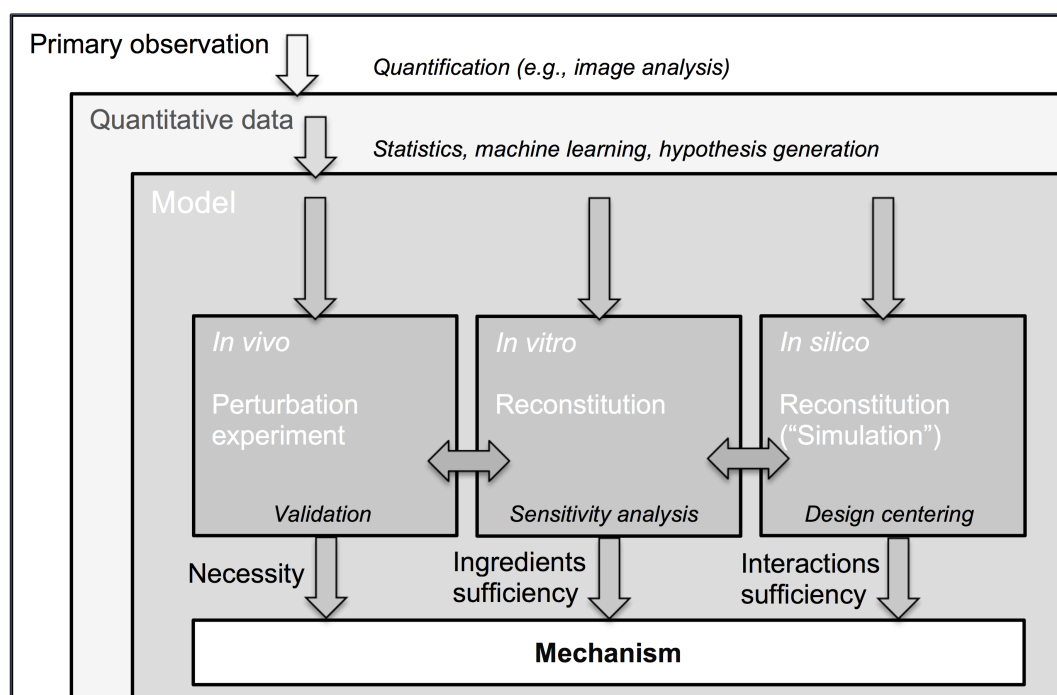 Primary observation
Quantification (e.g., image analysis)
Quantitative data
Statistics, machine learning, hypothesis generation
Model
In vivo
Perturbation
experiment
Validation
In vitro
Reconstitution
Sensitivity analysis
In silico
Reconstitution
(“Simulation”)
Design centering
Necessity
Ingredients
sufficiency
Interactions
sufficiency
Mechanism